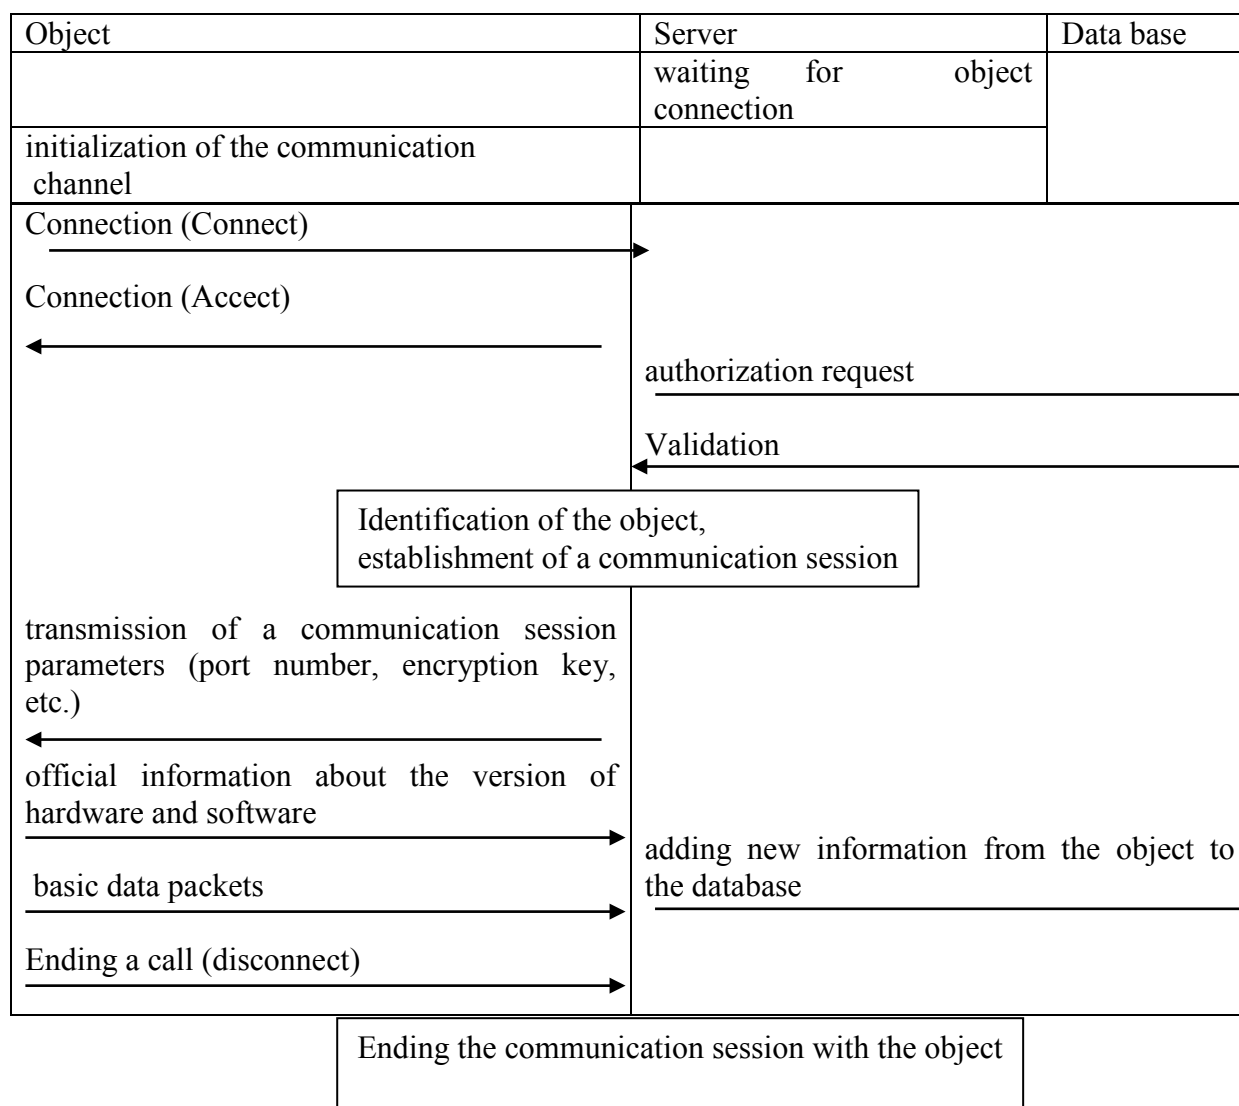 Object
Server
Data base
waiting for object
connection
initialization of the communication
channel
Connection (Connect)
Connection (Accect)
authorization request
Validation
Identification of the object,
establishment of a communication session
transmission of a communication session
parameters (port number, encryption key,
etc.)
official information about the version of
hardware and software
adding new information from the object to
the database
basic data packets
Ending a call (disconnect)
Ending the communication session with the object